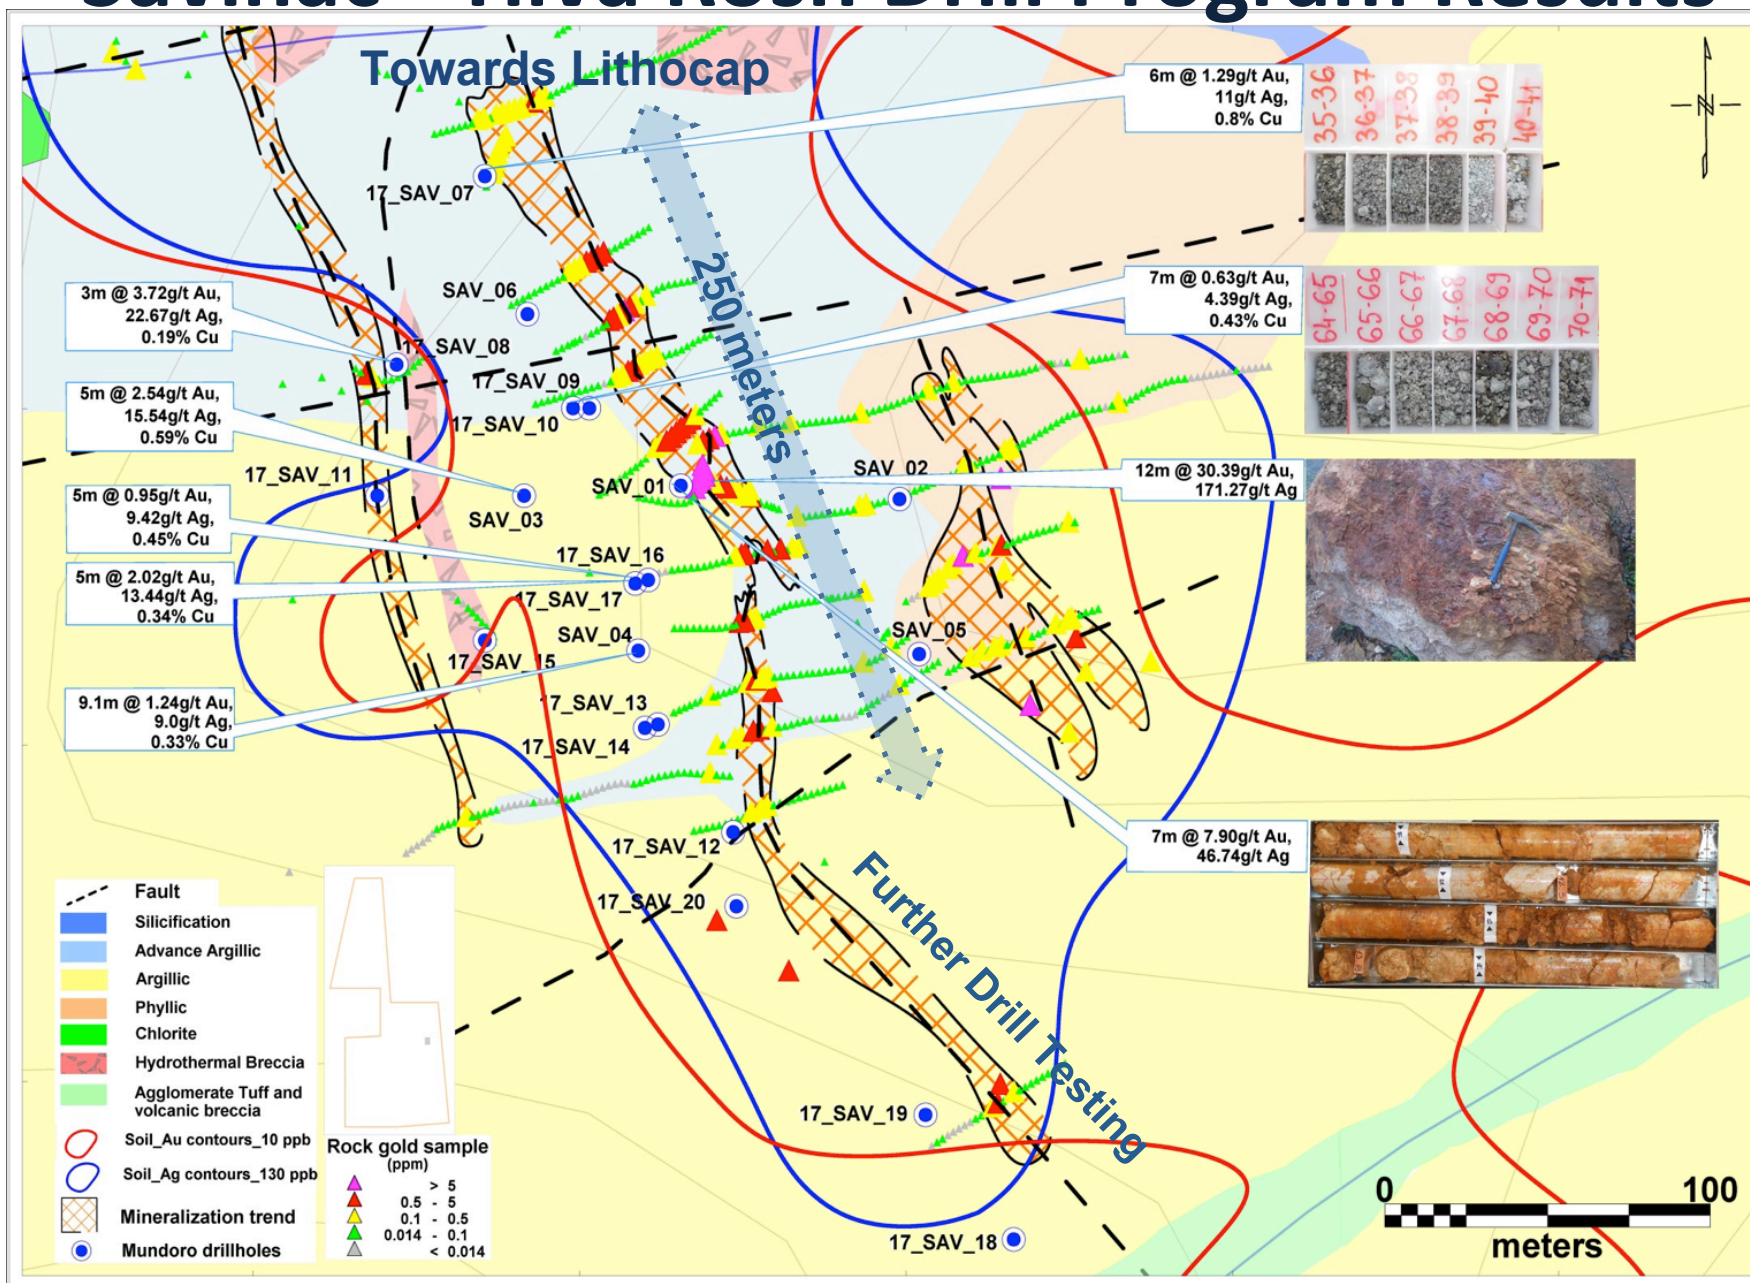 Savinac – Tilva Rosh Drill Program Results
Towards Lithocap
6m @ 1.29g/t Au,
11g/t Ag,
0.8% Cu
35-36
36-37
37-38
38-39
39-40
40-41
17_SAV_07
250 meters
SAV_06
3m @ 3.72g/t Au,
22.67g/t Ag,
0.19% Cu
7m @ 0.63g/t Au,
4.39g/t Ag,
0.43% Cu
64-65
65-66
66-67
67-68
68-69
69-70
70-71
17_SAV_08
17_SAV_09
17_SAV_10
5m @ 2.54g/t Au,
15.54g/t Ag,
0.59% Cu
17_SAV_11
SAV_01
SAV_02
12m @ 30.39g/t Au,
171.27g/t Ag
SAV_03
5m @ 0.95g/t Au,
9.42g/t Ag,
0.45% Cu
17_SAV_16
5m @ 2.02g/t Au,
13.44g/t Ag,
0.34% Cu
17_SAV_17
SAV_04
SAV_05
17_SAV_15
9.1m @ 1.24g/t Au,
9.0g/t Ag,
0.33% Cu
17_SAV_13
17_SAV_14
17_SAV_12
7m @ 7.90g/t Au,
46.74g/t Ag
17_SAV_20
Further Drill Testing
17_SAV_19
17_SAV_18
Fault
Silicification
Advance Argillic
Argillic
Phyllic
Chlorite
Hydrothermal Breccia
Agglomerate Tuff and
volcanic breccia
Soil_Au contours_10 ppb
Soil_Ag contours_130 ppb
Mineralization trend
Mundoro drillholes
Rock gold sample
(ppm)
> 5
0.5 - 5
0.1 - 0.5
0.014 - 0.1
< 0.014
N
0 100
meters